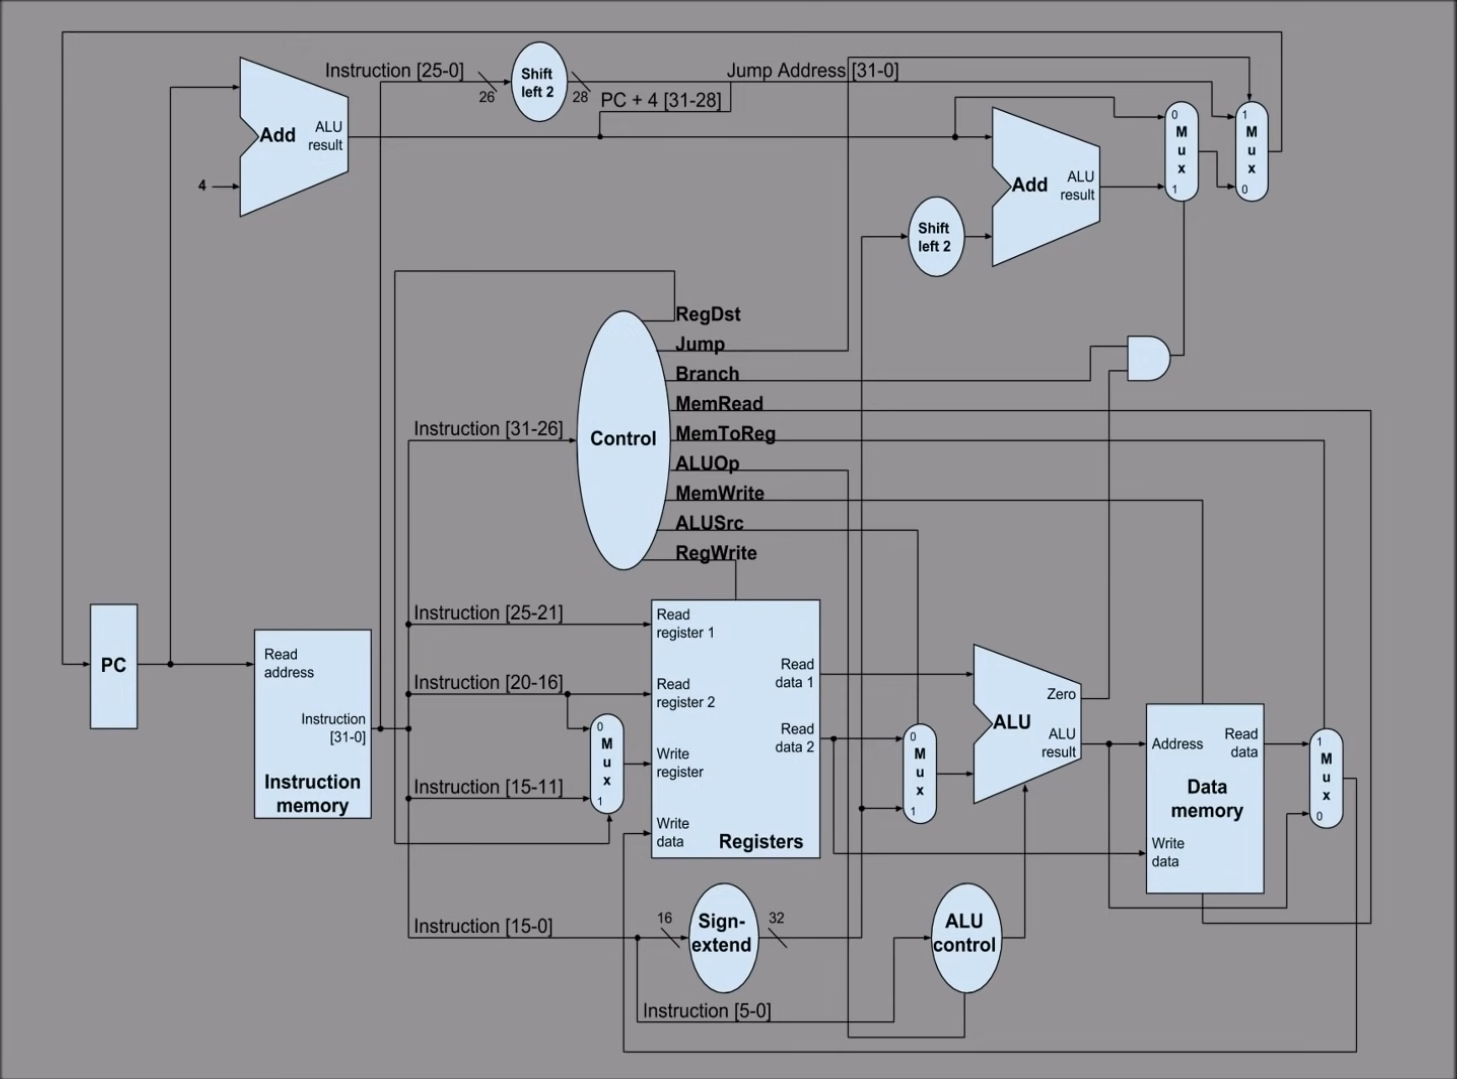 Instruction [25-0]
26
Shift
left 2
28
Jump Address [31-0]
PC + 4 [31-28]
Add
ALU
result
4
0
M
u
x
1
1
M
u
x
0
Add
ALU
result
Shift
left 2
RegDst
Jump
Branch
MemRead
MemToReg
ALUOp
MemWrite
ALUSrc
RegWrite
Control
Instruction [31-26]
Instruction [25-21]
Instruction [20-16]
Instruction [15-11]
Instruction [15-0]
Instruction [5-0]
PC
Read
address
Instruction
[31-0]
Instruction
memory
0
M
u
x
1
Read
register 1
Read
register 2
Write
register
Write
data
Read
data 1
Read
data 2
Registers
0
M
u
x
1
Zero
ALU
ALU
result
Address
Read
data
Data
memory
Write
data
1
M
u
x
0
16
Sign-
extend
32
ALU
control